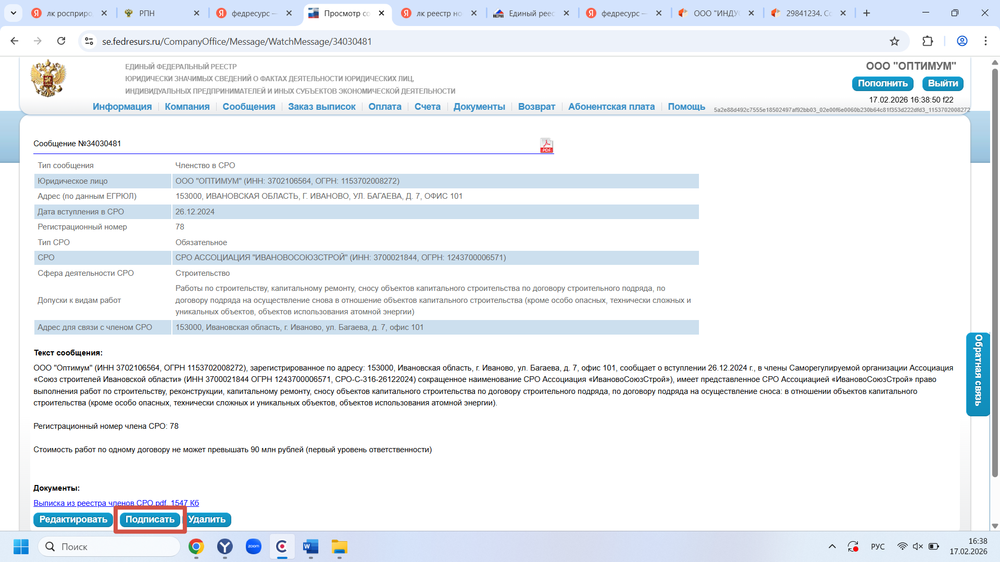 лк росприро
РПН
федресурс —
Просмотр со
лк реестр но
Единый реес
федресурс —
ООО "ИНДУС
29841234. Со
se.fedresurs.ru/CompanyOffice/Message/WatchMessage/34030481
ЕДИНЫЙ ФЕДЕРАЛЬНЫЙ РЕЕСТР
ЮРИДИЧЕСКИ ЗНАЧИМЫХ СВЕДЕНИЙ О ФАКТАХ ДЕЯТЕЛЬНОСТИ ЮРИДИЧЕСКИХ ЛИЦ,
ИНДИВИДУАЛЬНЫХ ПРЕДПРИНИМАТЕЛЕЙ И ИНЫХ СУБЪЕКТОВ ЭКОНОМИЧЕСКОЙ ДЕЯТЕЛЬНОСТИ
ООО "ОПТИМУМ"
Пополнить Выйти
17.02.2026 16:38:50 f22
Информация Компания Сообщения Заказ выписок Оплата Счета Документы Возврат Абонентская плата Помощь
5a2e88d492c7555e18502497af92bb03_02e00f6e0060b230b64c81f353d222dfd3_1153702008272
Сообщение №34030481
PDF
Тип сообщения Членство в СРО
Юридическое лицо ООО "ОПТИМУМ" (ИНН: 3702106564, ОГРН: 1153702008272)
Адрес (по данным ЕГРЮЛ) 153000, ИВАНОВСКАЯ ОБЛАСТЬ, Г. ИВАНОВО, УЛ. БАГАЕВА, Д. 7, ОФИС 101
Дата вступления в СРО 26.12.2024
Регистрационный номер 78
Тип СРО Обязательное
СРО СРО АССОЦИАЦИЯ "ИВАНОВОСОЮЗСТРОЙ" (ИНН: 3700021844, ОГРН: 1243700006571)
Сфера деятельности СРО Строительство
Допуски к видам работ Работы по строительству, капитальному ремонту, сносу объектов капитального строительства по договору строительного подряда, по
договору подряда на осуществление снова в отношение объектов капитального строительства (кроме особо опасных, технически сложных и
уникальных объектов, объектов использования атомной энергии)
Адрес для связи с членом СРО 153000, Ивановская область, г. Иваново, ул. Багаева, д. 7, офис 101
Обратная связь
Текст сообщения:
ООО "Оптимум" (ИНН 3702106564, ОГРН 1153702008272), зарегистрированное по адресу: 153000, Ивановская область, г. Иваново, ул. Багаева, д. 7, офис 101, сообщает о вступлении 26.12.2024 г., в члены Саморегулируемой организации Ассоциация
«Союз строителей Ивановской области» (ИНН 3700021844 ОГРН 1243700006571, СРО-С-316-26122024) сокращенное наименование СРО Ассоциация «ИвановоСоюзСтрой»), имеет представленное СРО Ассоциацией «ИвановоСоюзСтрой» право
выполнения работ по строительству, реконструкции, капитальному ремонту, сносу объектов капитального строительства по договору строительного подряда, по договору подряда на осуществление сноса: в отношении объектов капитального
строительства (кроме особо опасных, технически сложных и уникальных объектов, объектов использования атомной энергии).
Регистрационный номер члена СРО: 78
Стоимость работ по одному договору не может превышать 90 млн рублей (первый уровень ответственности)
Документы:
Выписка из реестра членов СРО.pdf, 1547 Кб
Редактировать Подписать Удалить
Поиск
zoom
РУС
16:38
17.02.2026